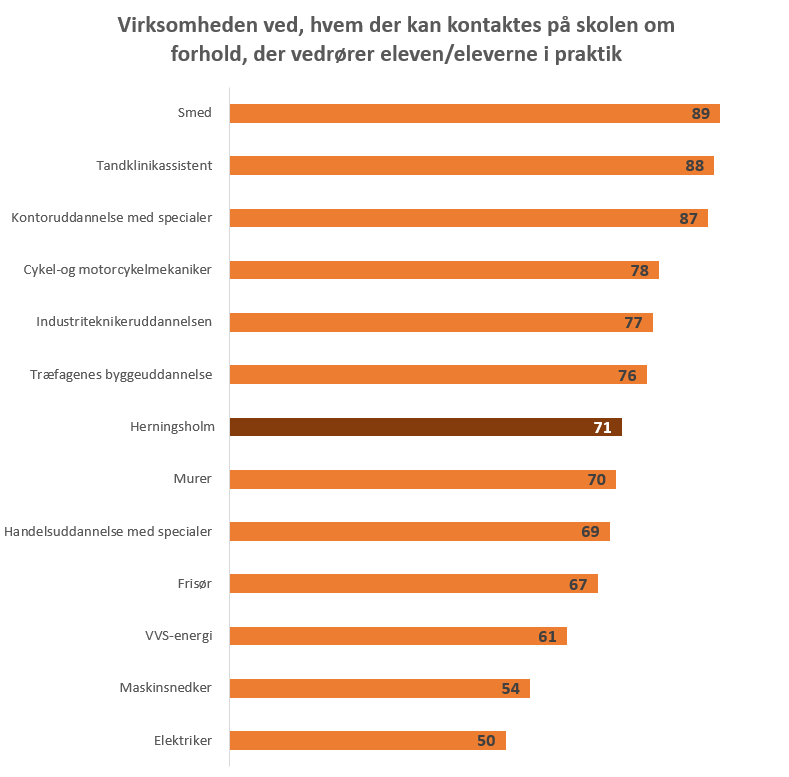 Virksomheden ved, hvem der kan kontaktes på skolen om
forhold, der vedrører eleven/eleverne i praktik
Smed 89
Tandklinikassistent 88
Kontoruddannelse med specialer 87
Cykel-og motorcykelmekaniker 78
Industriteknikeruddannelsen 77
Træfagenes byggeuddannelse 76
Herningsholm 71
Murer 70
Handelsuddannelse med specialer 69
Frisør 67
VVS-energi 61
Maskinsnedker 54
Elektriker 50